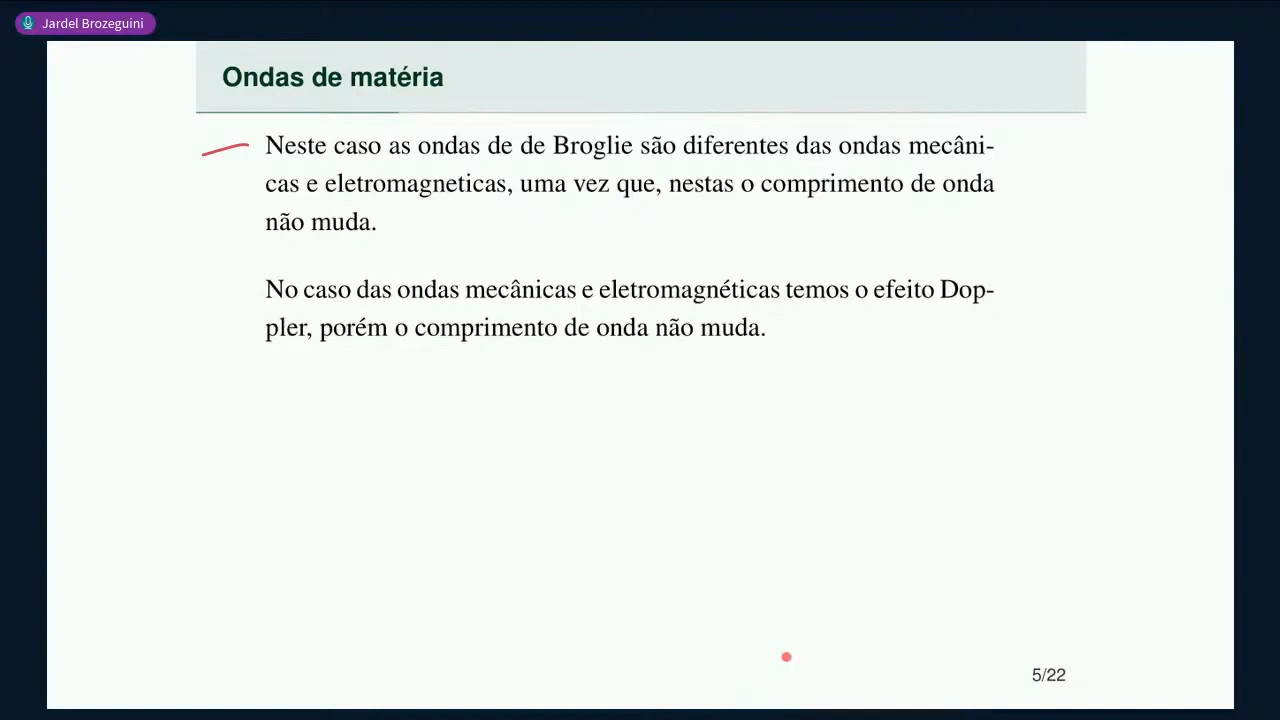 Jardel Brozeguini
Ondas de matéria
Neste caso as ondas de de Broglie são diferentes das ondas mecâni-
cas e eletromagneticas, uma vez que, nestas o comprimento de onda
não muda.
No caso das ondas mecânicas e eletromagnéticas temos o efeito Dop-
pler, porém o comprimento de onda não muda.
5/22